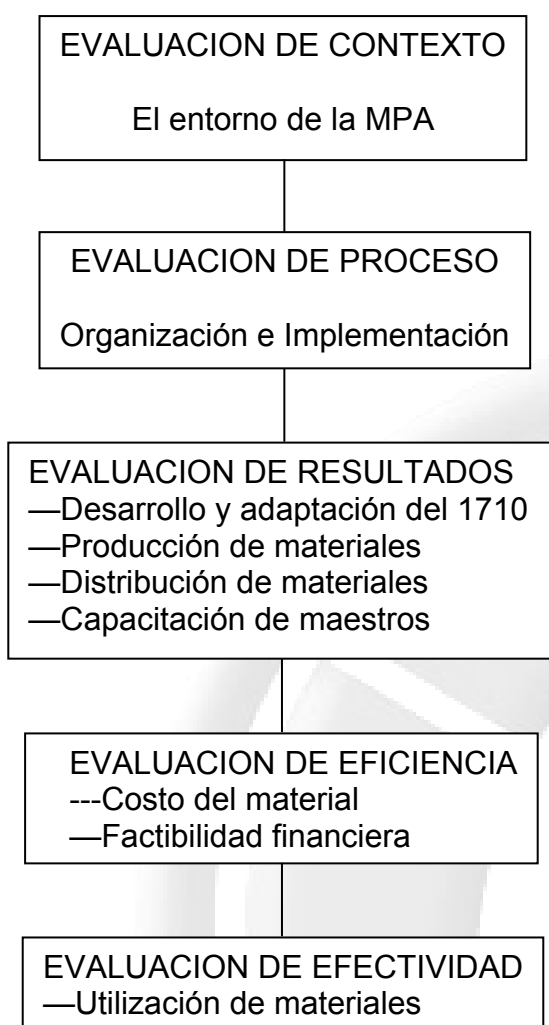 EVALUACION DE CONTEXTO
El entorno de la MPA
EVALUACION DE PROCESO
Organización e Implementación
EVALUACION DE RESULTADOS
—Desarrollo y adaptación del 1710
—Producción de materiales
—Distribución de materiales
—Capacitación de maestros
EVALUACION DE EFICIENCIA
---Costo del material
—Factibilidad financiera
EVALUACION DE EFECTIVIDAD
—Utilización de materiales